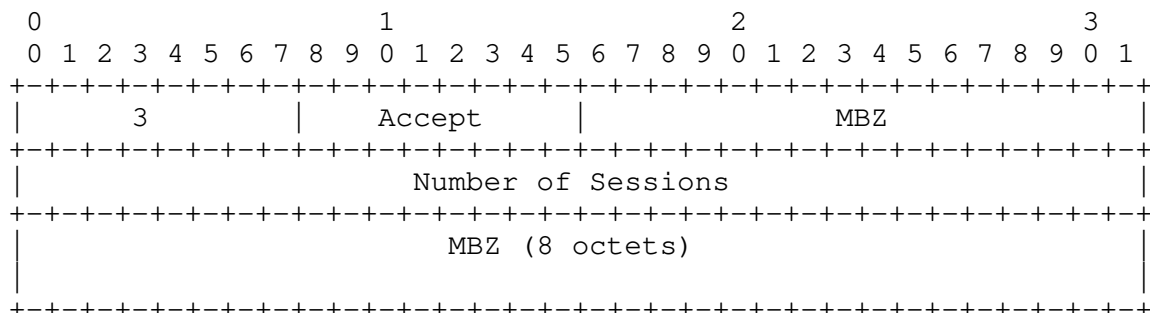 0                   1                   2                   3
 0 1 2 3 4 5 6 7 8 9 0 1 2 3 4 5 6 7 8 9 0 1 2 3 4 5 6 7 8 9 0 1
+-+-+-+-+-+-+-+-+-+-+-+-+-+-+-+-+-+-+-+-+-+-+-+-+-+-+-+-+-+-+-+-+
|      3        |    Accept     |              MBZ              |
+-+-+-+-+-+-+-+-+-+-+-+-+-+-+-+-+-+-+-+-+-+-+-+-+-+-+-+-+-+-+-+-+
|                      Number of Sessions                       |
+-+-+-+-+-+-+-+-+-+-+-+-+-+-+-+-+-+-+-+-+-+-+-+-+-+-+-+-+-+-+-+-+
|                        MBZ (8 octets)                         |
|                                                               |
+-+-+-+-+-+-+-+-+-+-+-+-+-+-+-+-+-+-+-+-+-+-+-+-+-+-+-+-+-+-+-+-+